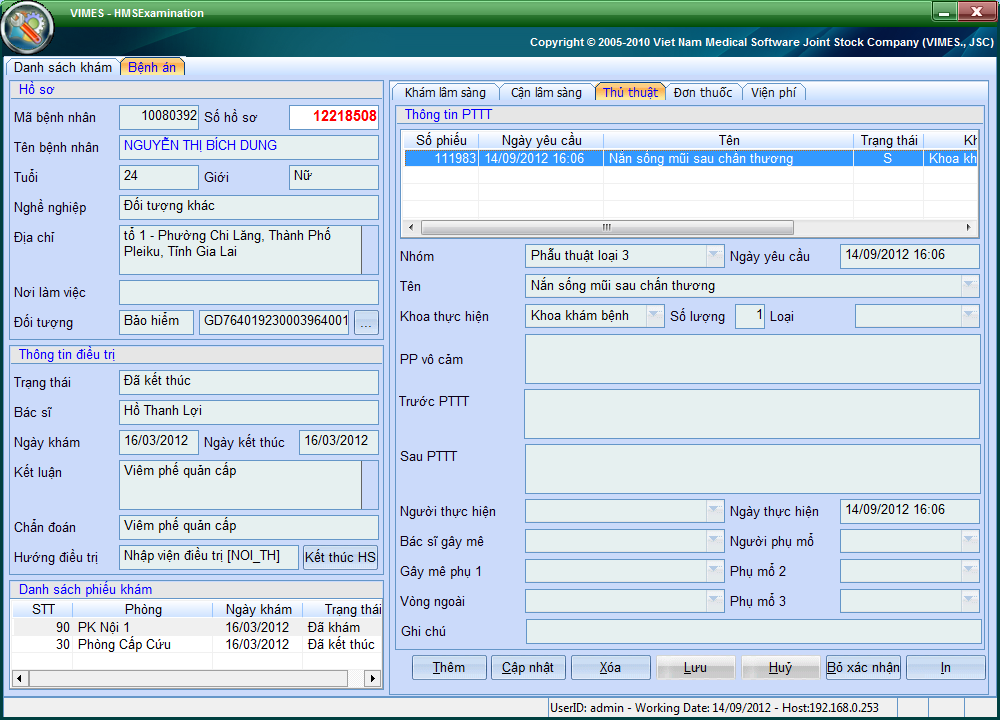 VIMES - HMSExamination
Copyright © 2005-2010 Viet Nam Medical Software Joint Stock Company (VIMES., JSC)
Danh sách khám Bệnh án
Hồ sơ
Mã bệnh nhân 10080392 Số hồ sơ 12218508
Tên bệnh nhân NGUYỄN THỊ BÍCH DUNG
Tuổi 24 Giới Nữ
Nghề nghiệp Đối tượng khác
Địa chỉ tổ 1 - Phường Chi Lăng, Thành Phố
Pleiku, Tỉnh Gia Lai
Nơi làm việc
Đối tượng Bảo hiểm GD764019230003964001 ...
Thông tin điều trị
Trạng thái Đã kết thúc
Bác sĩ Hồ Thanh Lợi
Ngày khám 16/03/2012 Ngày kết thúc 16/03/2012
Kết luận Viêm phế quản cấp
Chẩn đoán Viêm phế quản cấp
Hướng điều trị Nhập viện điều trị [NOI_TH] Kết thúc HS
Danh sách phiếu khám
STT Phòng Ngày khám Trạng thái
90 PK Nội 1 16/03/2012 Đã khám
30 Phòng Cấp Cứu 16/03/2012 Đã kết thúc
Khám lâm sàng Cận lâm sàng Thủ thuật Đơn thuốc Viện phí
Thông tin PTTT
Số phiếu Ngày yêu cầu Tên Trạng thái Kh
111983 14/09/2012 16:06 Nắn sống mũi sau chấn thương S Khoa kh
Nhóm Phẫu thuật loại 3 Ngày yêu cầu 14/09/2012 16:06
Tên Nắn sống mũi sau chấn thương
Khoa thực hiện Khoa khám bệnh Số lượng 1 Loại
PP vô cảm
Trước PTTT
Sau PTTT
Người thực hiện Ngày thực hiện 14/09/2012 16:06
Bác sĩ gây mê Người phụ mổ
Gây mê phụ 1 Phụ mổ 2
Vòng ngoài Phụ mổ 3
Ghi chú
Thêm Cập nhật Xóa Lưu Huỷ Bỏ xác nhận In
UserID: admin - Working Date: 14/09/2012 - Host:192.168.0.253